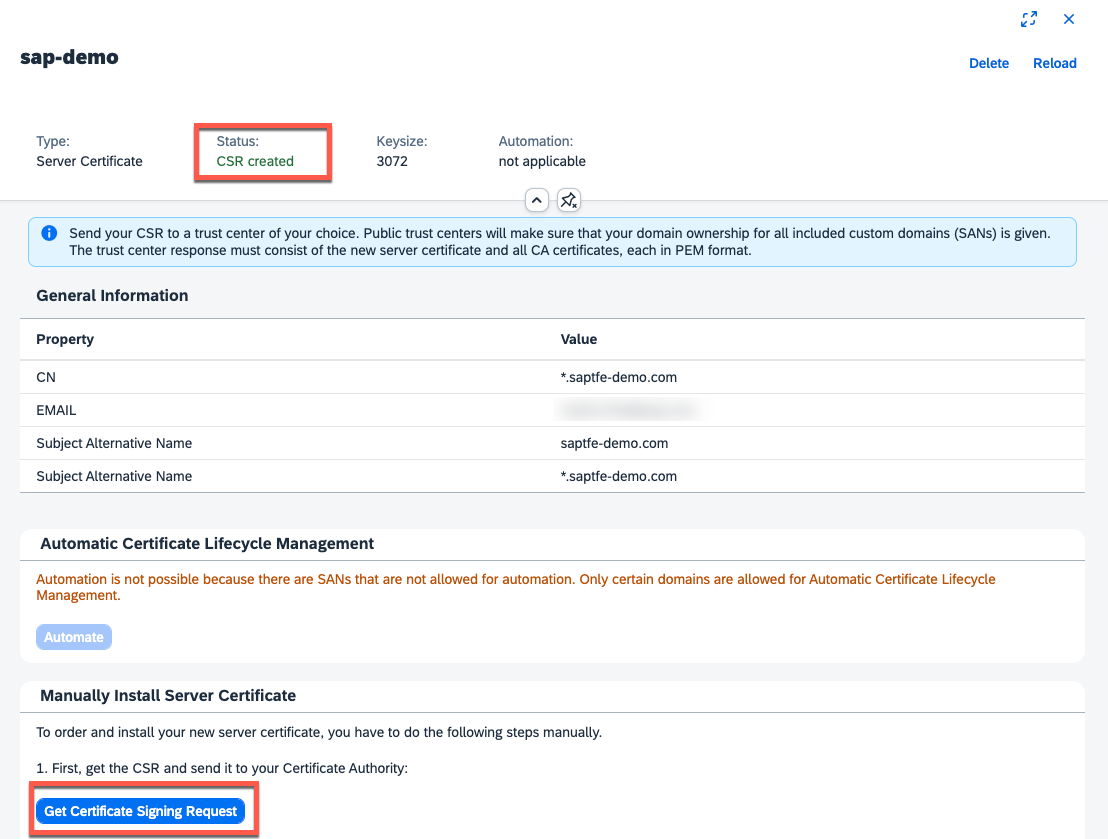 sap-demo
Delete
Reload
Type:
Server Certificate
Status:
CSR created
Keysize:
3072
Automation:
not applicable
Send your CSR to a trust center of your choice. Public trust centers will make sure that your domain ownership for all included custom domains (SANs) is given.
The trust center response must consist of the new server certificate and all CA certificates, each in PEM format.
General Information
Property Value
CN *.saptfe-demo.com
EMAIL
Subject Alternative Name saptfe-demo.com
Subject Alternative Name *.saptfe-demo.com
Automatic Certificate Lifecycle Management
Automation is not possible because there are SANs that are not allowed for automation. Only certain domains are allowed for Automatic Certificate Lifecycle
Management.
Automate
Manually Install Server Certificate
To order and install your new server certificate, you have to do the following steps manually.
1. First, get the CSR and send it to your Certificate Authority:
Get Certificate Signing Request